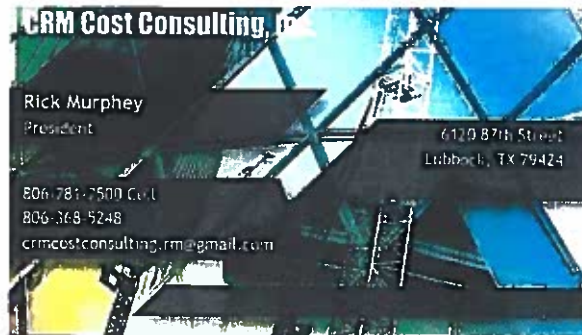 CRM Cost Consulting, Inc.
Rick Murphey
President
6120 87th Street
Lubbock, TX 79424
806-781-7500 Cell
806-368-5248
crmcostconsulting.rm@gmail.com